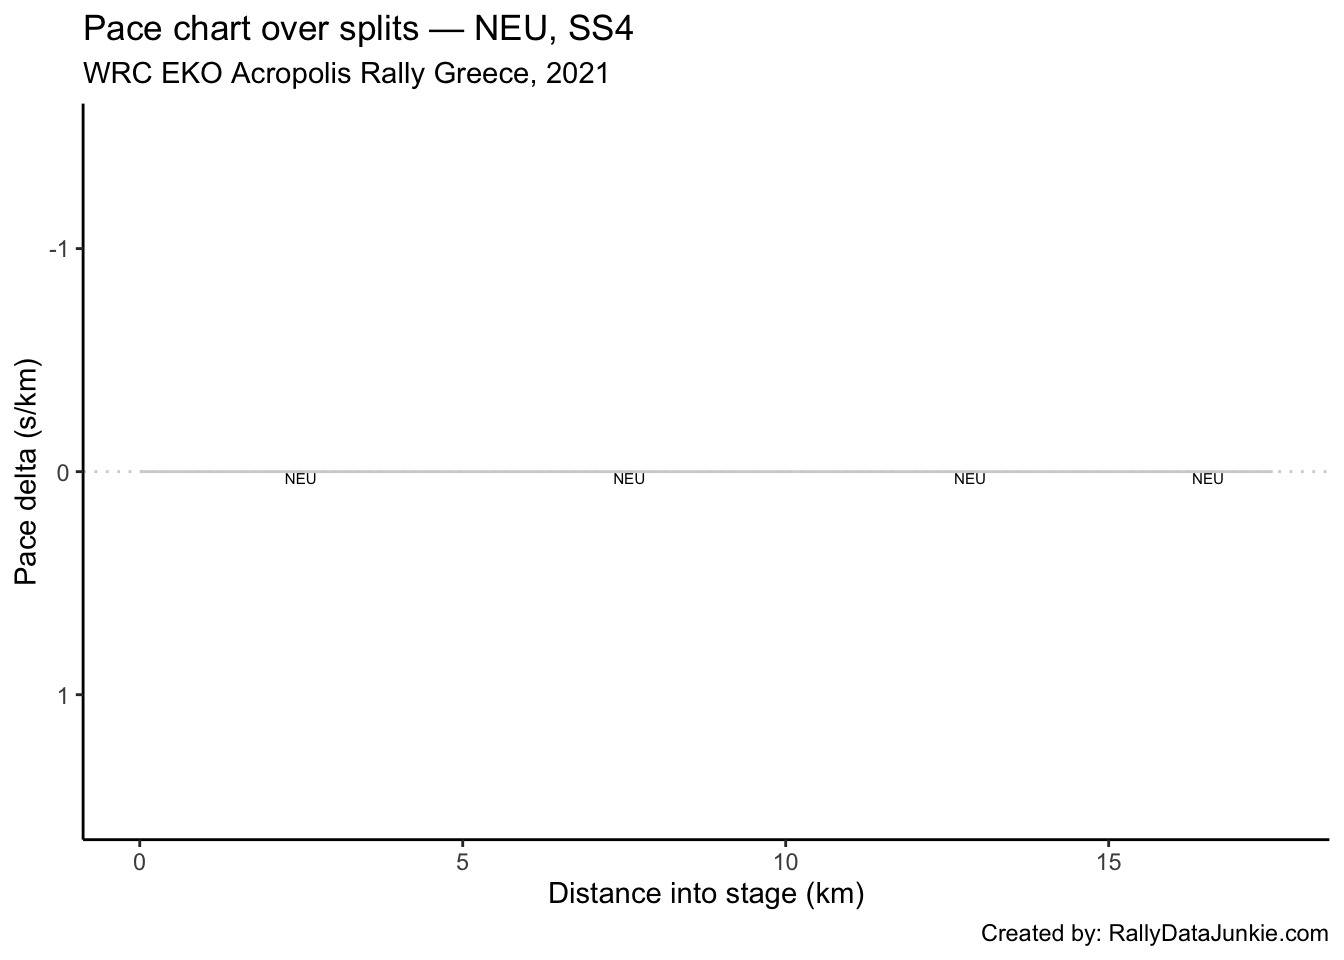 Pace chart over splits — NEU, SS4
WRC EKO Acropolis Rally Greece, 2021
-1
0
1
Pace delta (s/km)
NEU NEU NEU NEU
0 5 10 15
Distance into stage (km)
Created by: RallyDataJunkie.com